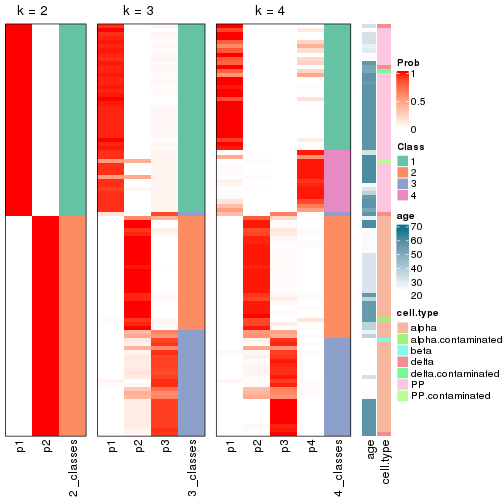 k = 2
k = 3
k = 4
p1
p2
2_classes
p1
p2
p3
3_classes
p1
p2
p3
p4
4_classes
age
cell.type
Prob
1
0.5
0
Class
1
2
3
4
age
70
60
50
40
30
20
cell.type
alpha
alpha.contaminated
beta
delta
delta.contaminated
PP
PP.contaminated